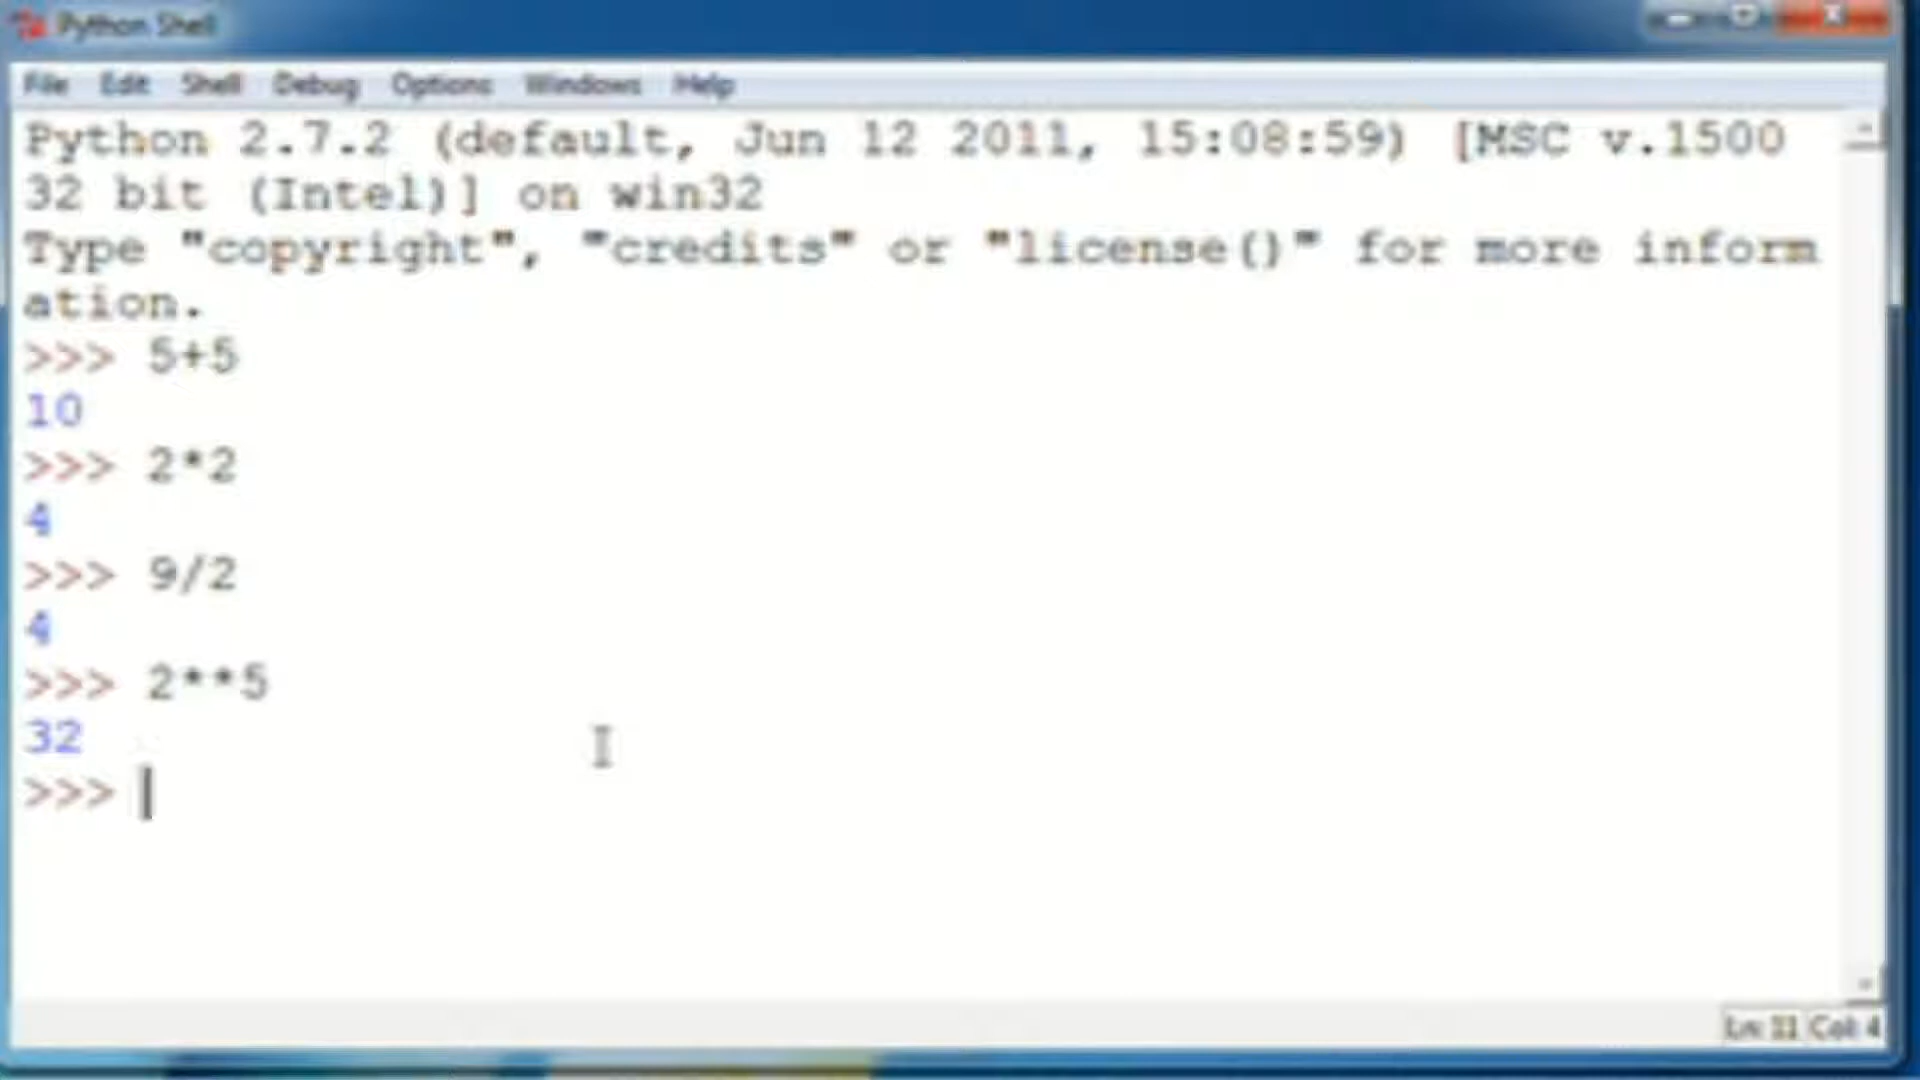 Python Shell
File Edit Shell Debug Options Windows Help
Python 2.7.2 (default, Jun 12 2011, 15:08:59) [MSC v.1500
32 bit (Intel)] on win32
Type "copyright", "credits" or "license()" for more inform
ation.
>>> 5+5
10
>>> 2*2
4
>>> 9/2
4
>>> 2**5
32
>>>
Ln: 11 Col: 4